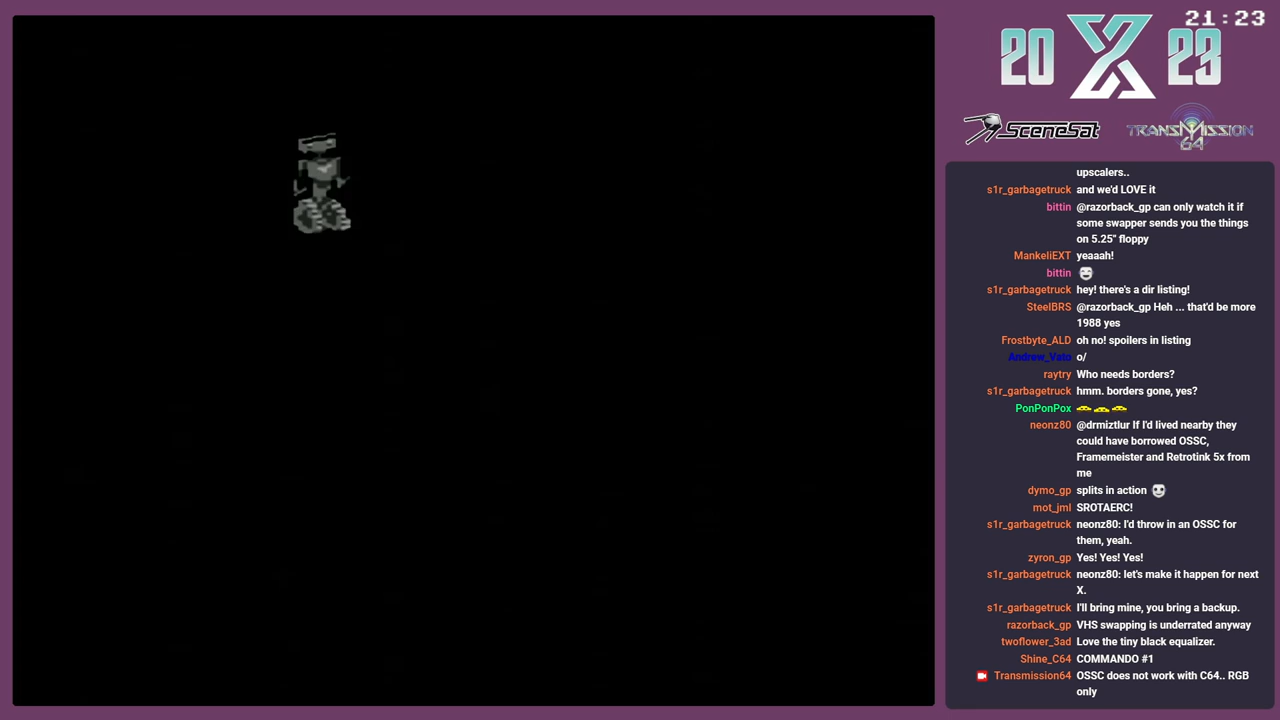 21:23
20 X 23
SCENESAT TRANSMISSION
64
upscalers..
s1r_garbagetruck and we'd LOVE it
bittin @razorback_gp can only watch it if
some swapper sends you the things
on 5.25" floppy
MankeliEXT yeaaah!
bittin
s1r_garbagetruck hey! there's a dir listing!
SteelBRS @razorback_gp Heh ... that'd be more
1988 yes
Frostbyte_ALD oh no! spoilers in listing
Andrew_Vato o/
raytry Who needs borders?
s1r_garbagetruck hmm. borders gone, yes?
PonPonPox
neonz80 @drmiztlur If I'd lived nearby they
could have borrowed OSSC,
Framemeister and Retrotink 5x from
me
dymo_gp splits in action
mot_jml SROTAERC!
s1r_garbagetruck neonz80: I'd throw in an OSSC for
them, yeah.
zyron_gp Yes! Yes! Yes!
s1r_garbagetruck neonz80: let's make it happen for next
X.
s1r_garbagetruck I'll bring mine, you bring a backup.
razorback_gp VHS swapping is underrated anyway
twoflower_3ad Love the tiny black equalizer.
Shine_C64 COMMANDO #1
Transmission64 OSSC does not work with C64.. RGB
only